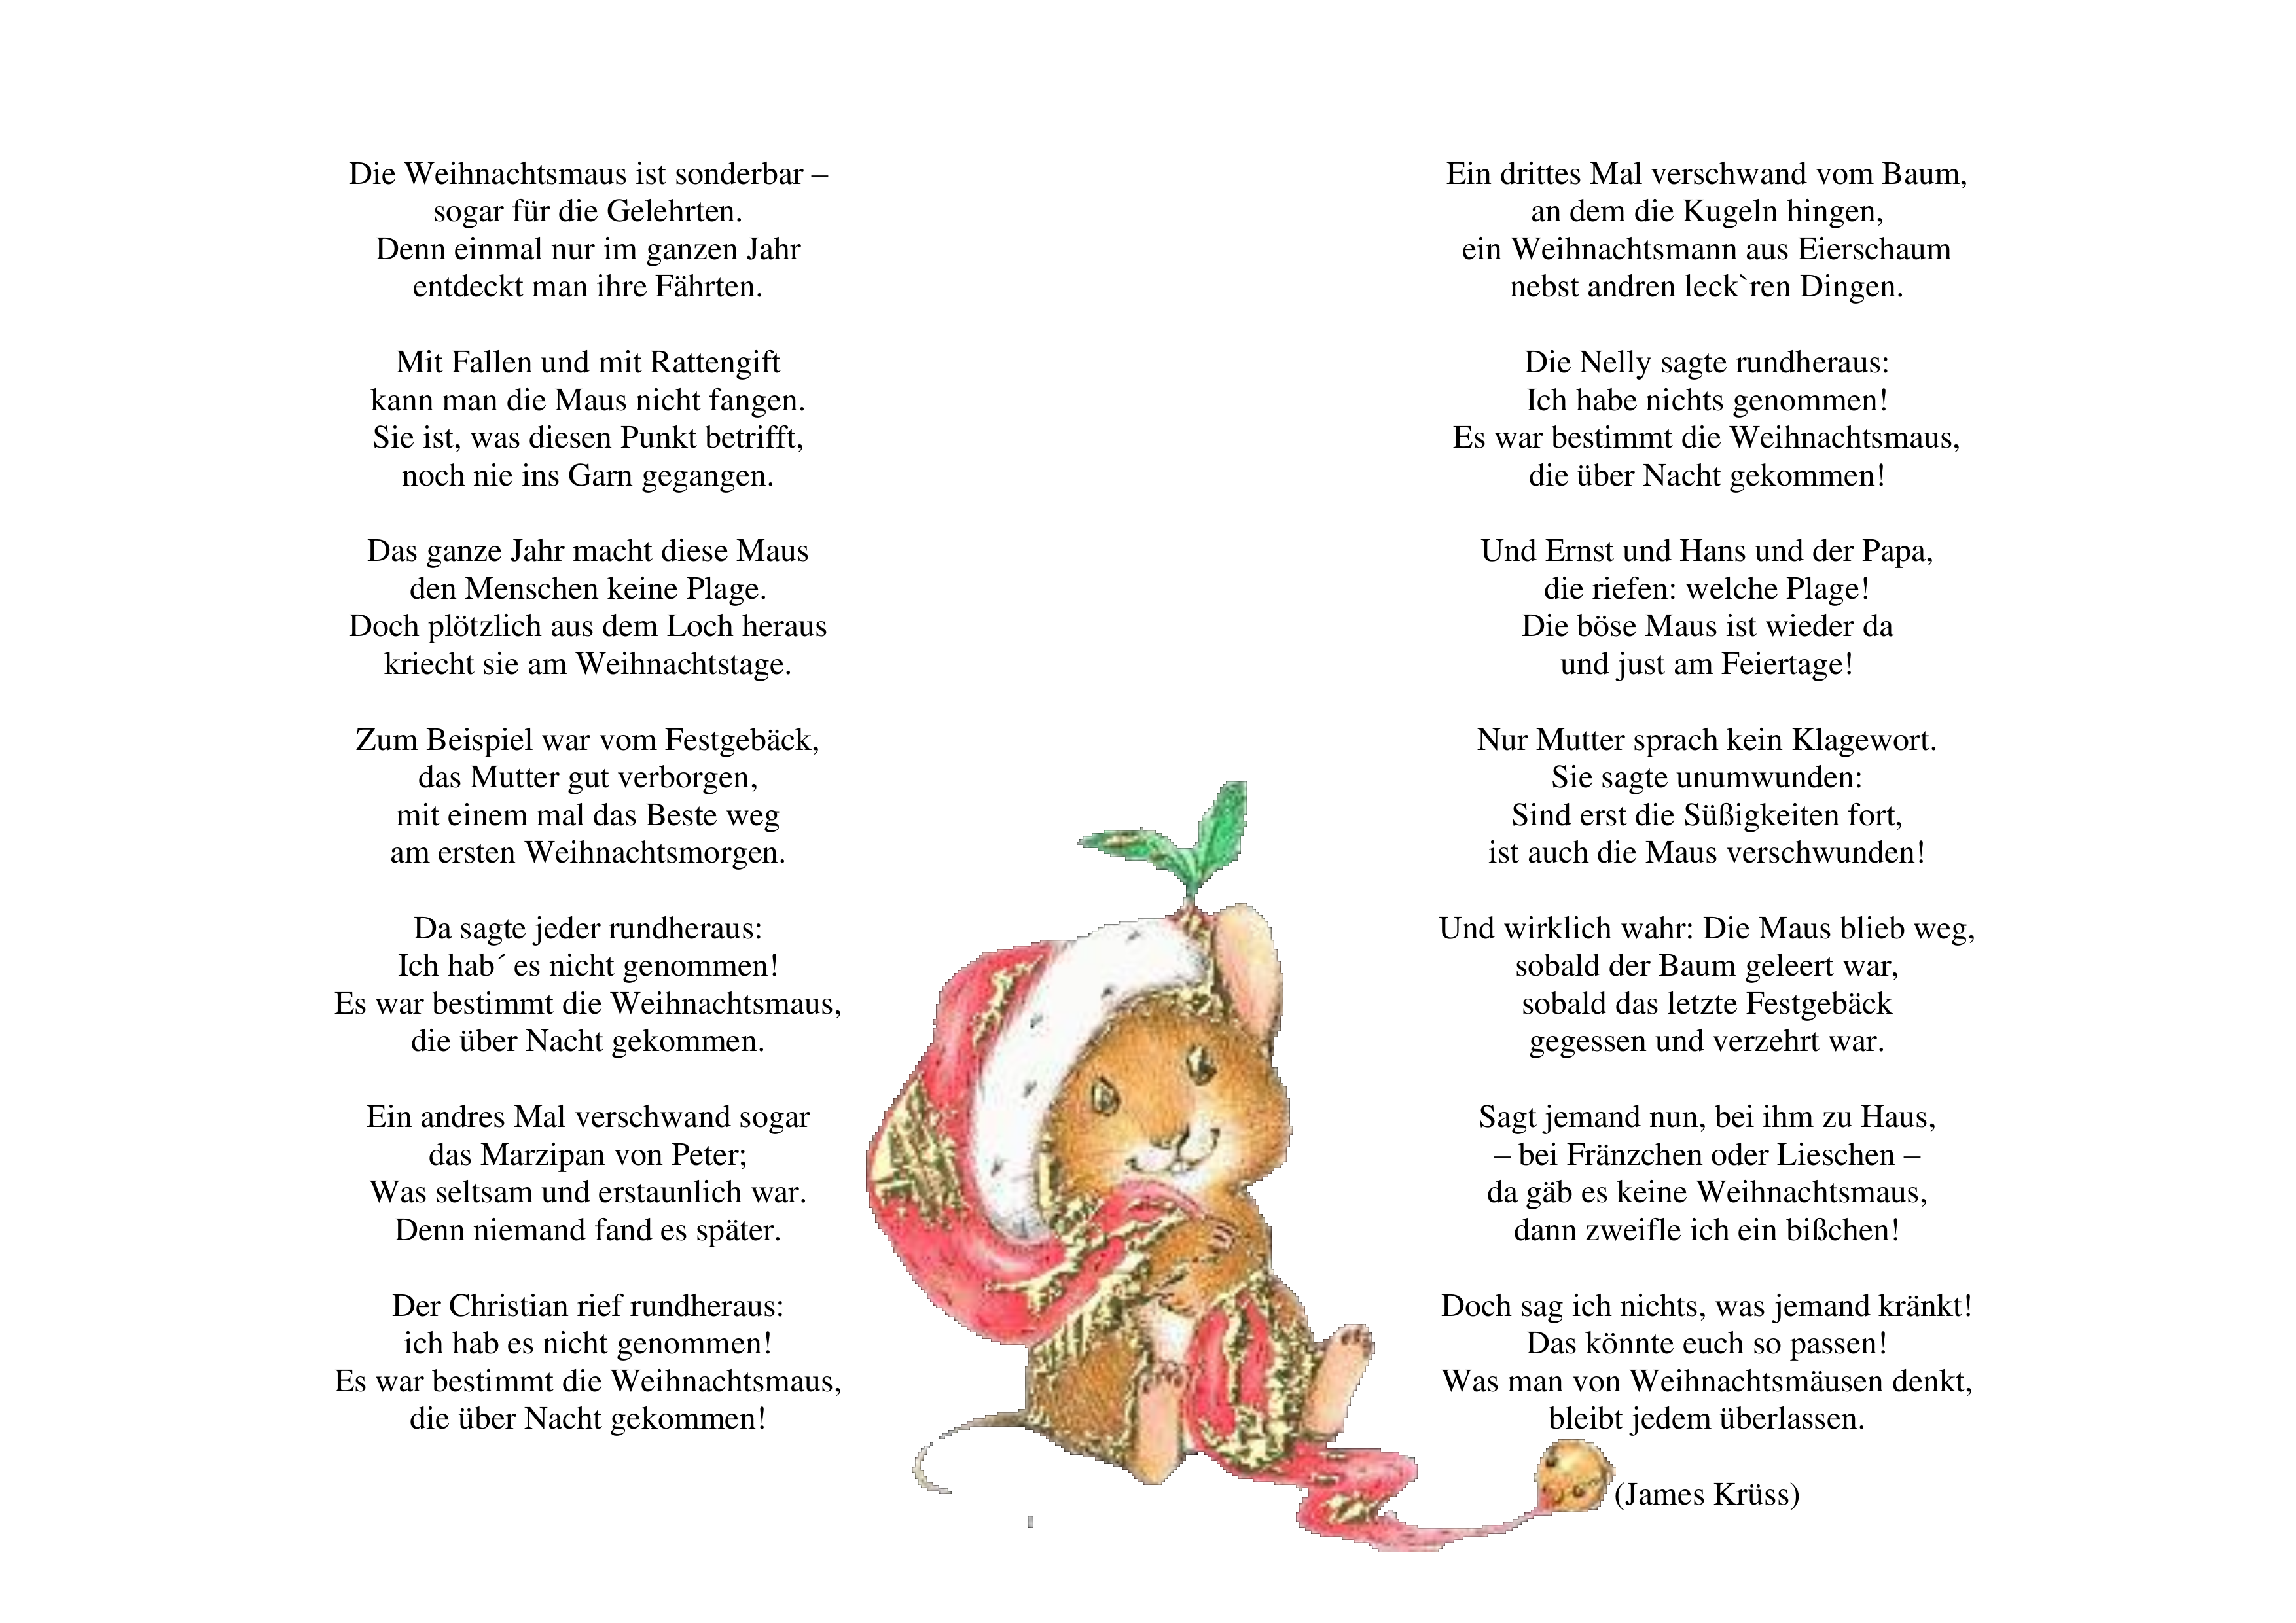 Die Weihnachtsmaus ist sonderbar –
sogar für die Gelehrten.
Denn einmal nur im ganzen Jahr
entdeckt man ihre Fährten.

Mit Fallen und mit Rattengift
kann man die Maus nicht fangen.
Sie ist, was diesen Punkt betrifft,
noch nie ins Garn gegangen.

Das ganze Jahr macht diese Maus
den Menschen keine Plage.
Doch plötzlich aus dem Loch heraus
kriecht sie am Weihnachtstage.

Zum Beispiel war vom Festgebäck,
das Mutter gut verborgen,
mit einem mal das Beste weg
am ersten Weihnachtsmorgen.

Da sagte jeder rundheraus:
Ich hab´ es nicht genommen!
Es war bestimmt die Weihnachtsmaus,
die über Nacht gekommen.

Ein andres Mal verschwand sogar
das Marzipan von Peter;
Was seltsam und erstaunlich war.
Denn niemand fand es später.

Der Christian rief rundheraus:
ich hab es nicht genommen!
Es war bestimmt die Weihnachtsmaus,
die über Nacht gekommen!

Ein drittes Mal verschwand vom Baum,
an dem die Kugeln hingen,
ein Weihnachtsmann aus Eierschaum
nebst andren leck`ren Dingen.

Die Nelly sagte rundheraus:
Ich habe nichts genommen!
Es war bestimmt die Weihnachtsmaus,
die über Nacht gekommen!

Und Ernst und Hans und der Papa,
die riefen: welche Plage!
Die böse Maus ist wieder da
und just am Feiertage!

Nur Mutter sprach kein Klagewort.
Sie sagte unumwunden:
Sind erst die Süßigkeiten fort,
ist auch die Maus verschwunden!

Und wirklich wahr: Die Maus blieb weg,
sobald der Baum geleert war,
sobald das letzte Festgebäck
gegessen und verzehrt war.

Sagt jemand nun, bei ihm zu Haus,
– bei Fränzchen oder Lieschen –
da gäb es keine Weihnachtsmaus,
dann zweifle ich ein bißchen!

Doch sag ich nichts, was jemand kränkt!
Das könnte euch so passen!
Was man von Weihnachtsmäusen denkt,
bleibt jedem überlassen.

(James Krüss)